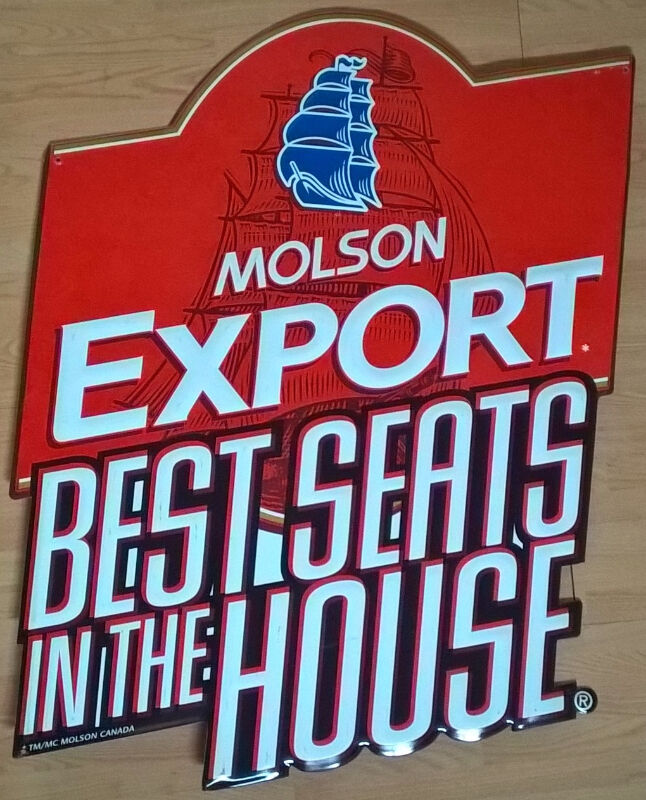 MOLSON
EXPORT
BEST SEATS
IN THE HOUSE®
* TM/MC MOLSON CANADA